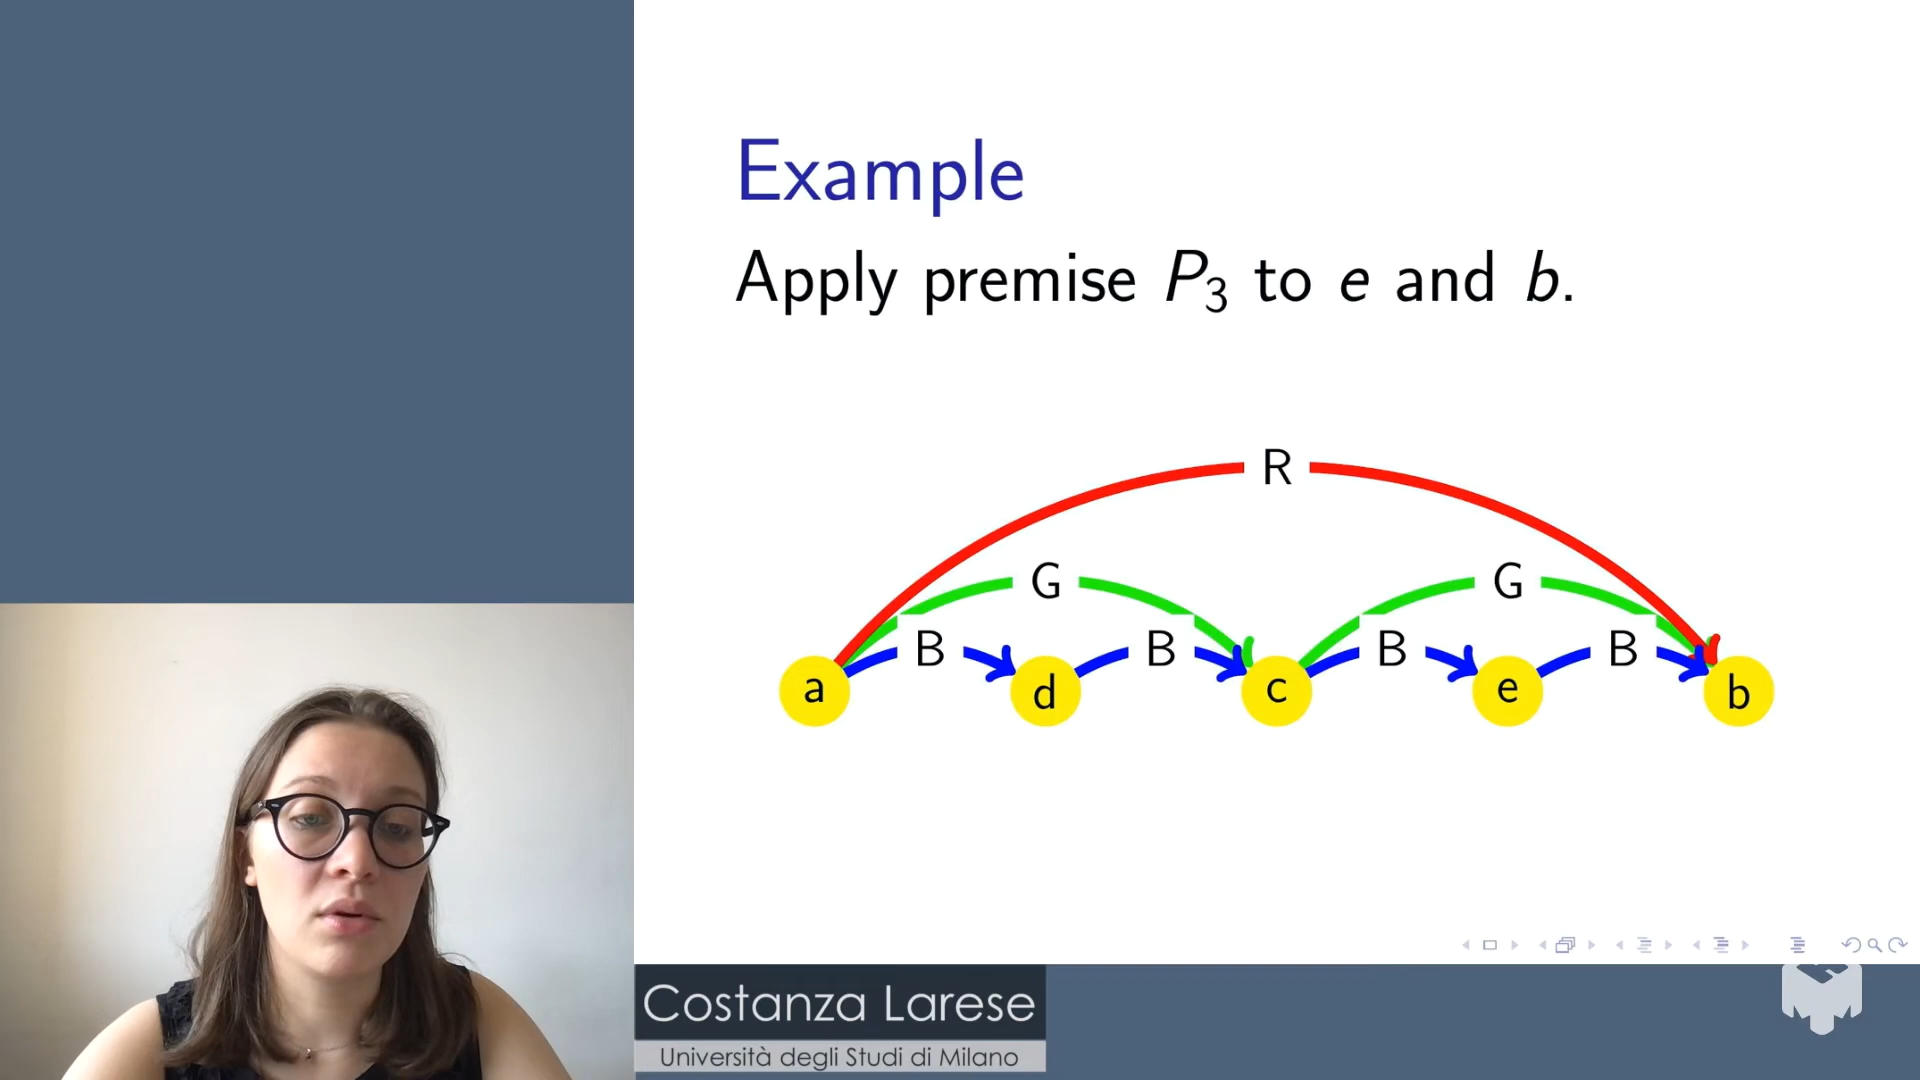 Example
Apply premise P₃ to e and b.
R
G G
B B B B
a d c e b
Costanza Larese
Università degli Studi di Milano